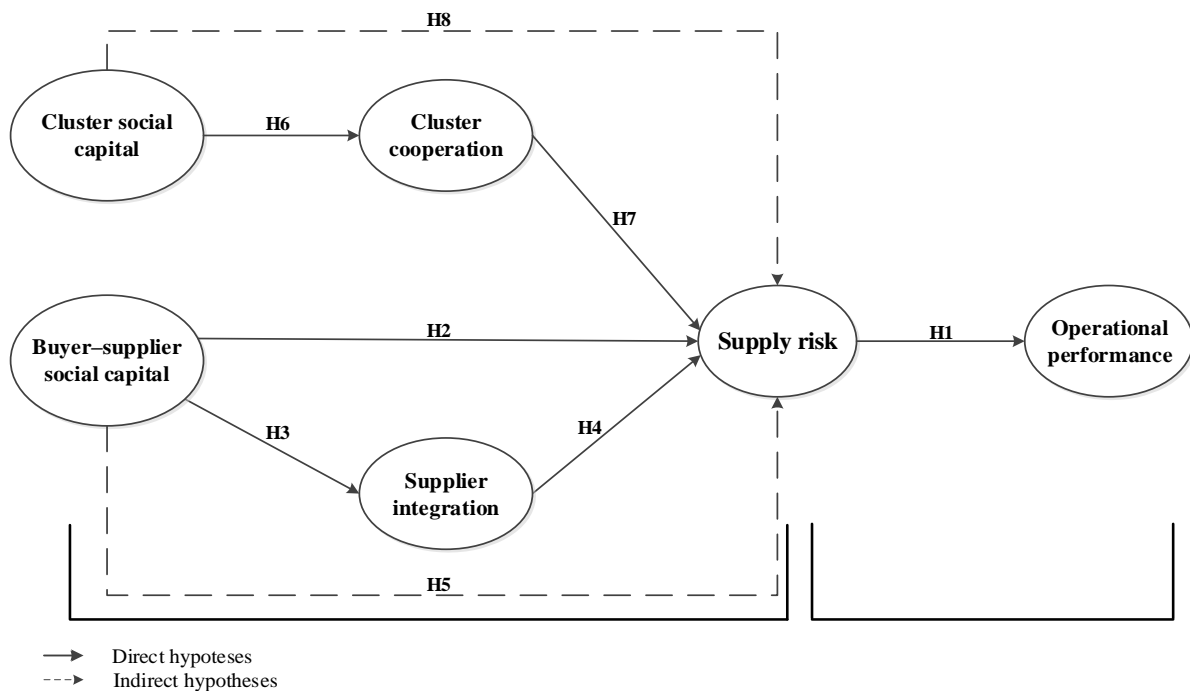 H8
Cluster social
capital
H6
Cluster
cooperation
H7
Buyer–supplier
social capital
H2
Supply risk
H1
Operational
performance
H3
H4
Supplier
integration
H5
Direct hypoteses
Indirect hypotheses